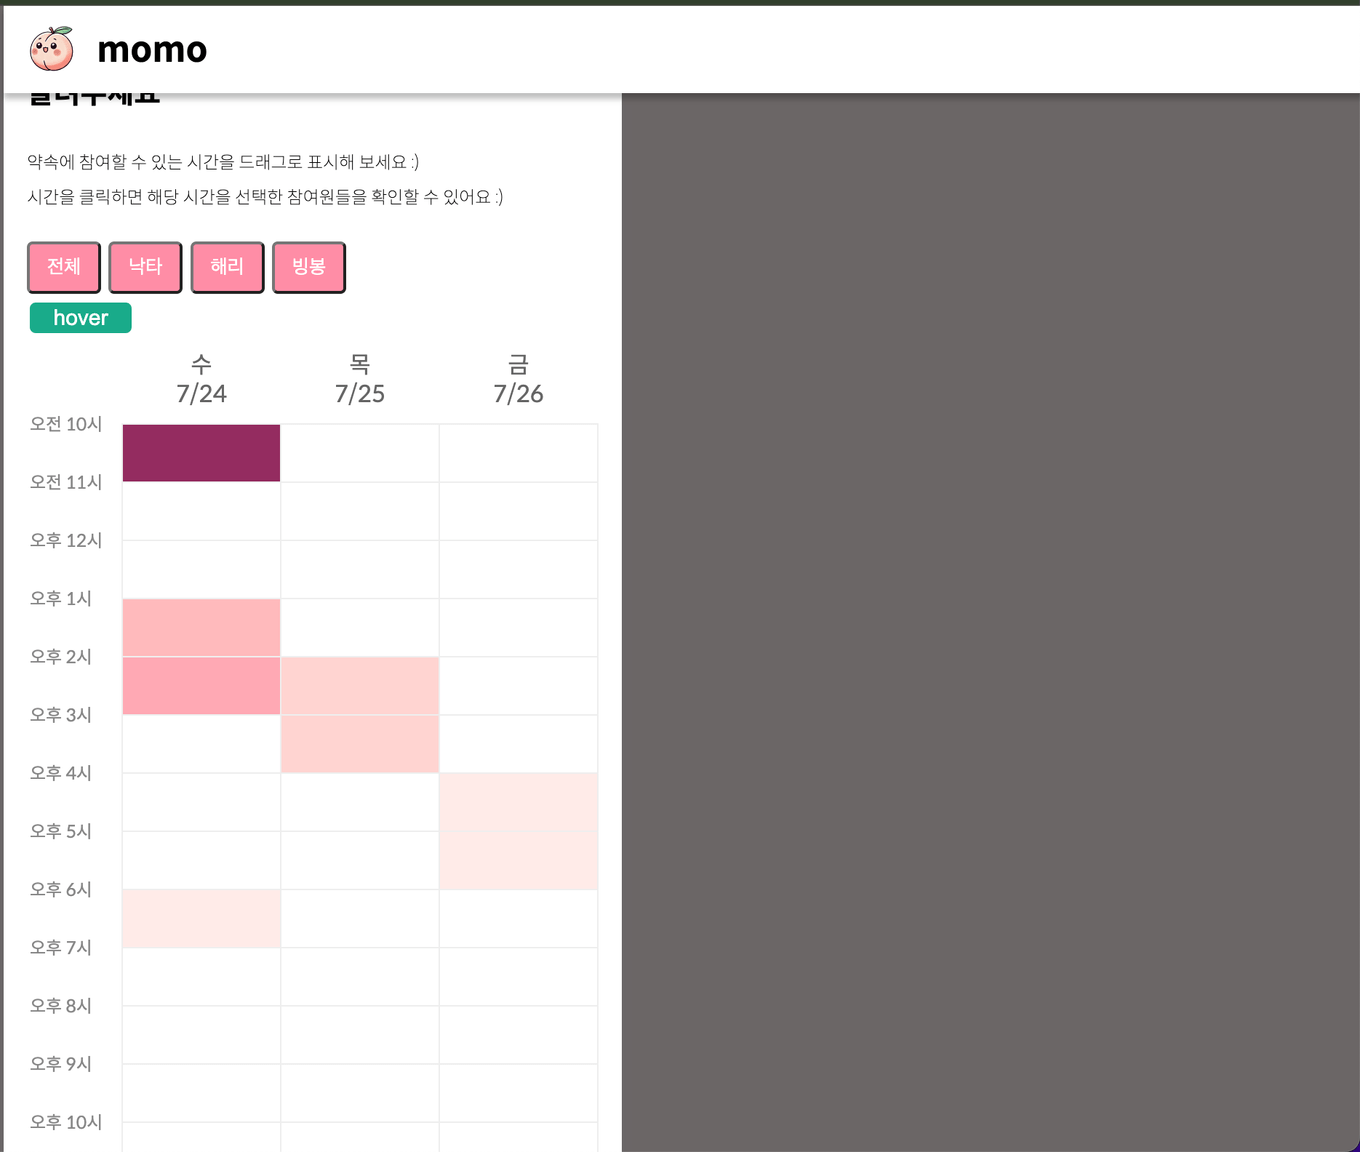 momo
약속에 참여할 수 있는 시간을 드래그로 표시해 보세요 :)
시간을 클릭하면 해당 시간을 선택한 참여원들을 확인할 수 있어요 :)
전체 낙타 해리 빙봉
hover
수 목 금
7/24 7/25 7/26
오전 10시
오전 11시
오후 12시
오후 1시
오후 2시
오후 3시
오후 4시
오후 5시
오후 6시
오후 7시
오후 8시
오후 9시
오후 10시